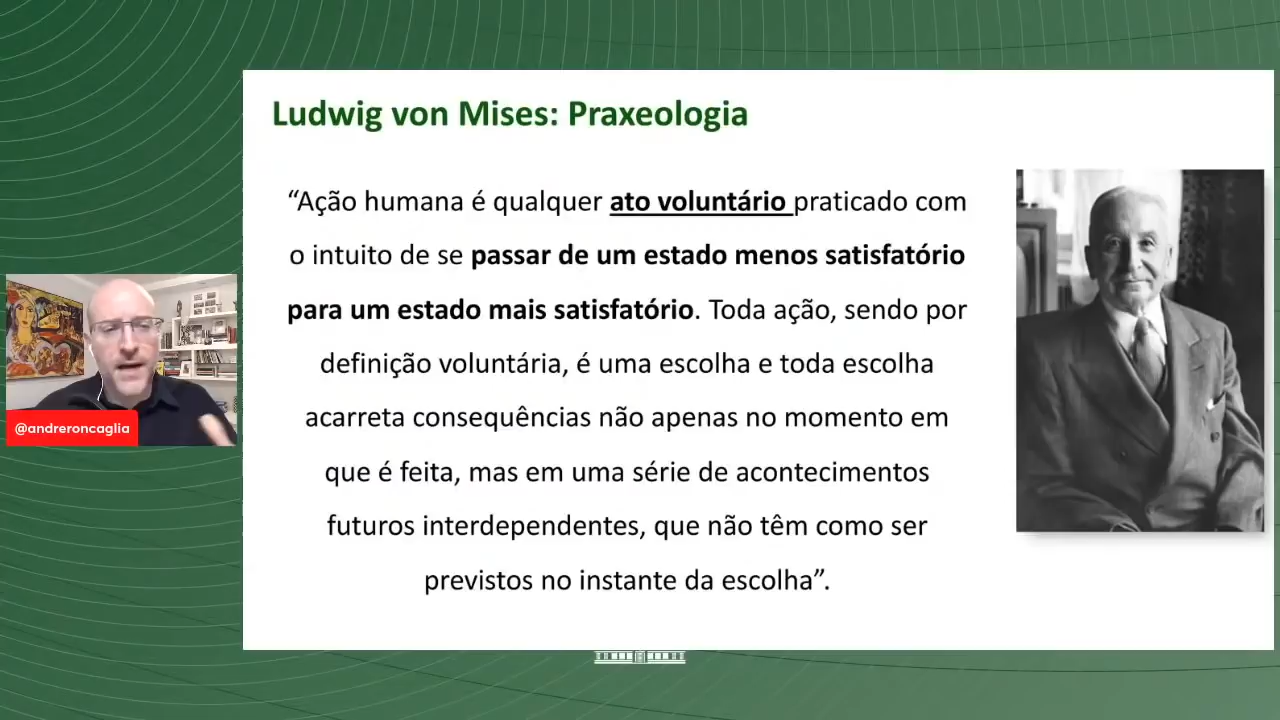 Ludwig von Mises: Praxeologia
“Ação humana é qualquer ato voluntário praticado com
o intuito de se passar de um estado menos satisfatório
para um estado mais satisfatório. Toda ação, sendo por
definição voluntária, é uma escolha e toda escolha
acarreta consequências não apenas no momento em
que é feita, mas em uma série de acontecimentos
futuros interdependentes, que não têm como ser
previstos no instante da escolha”.
@andreroncaglia